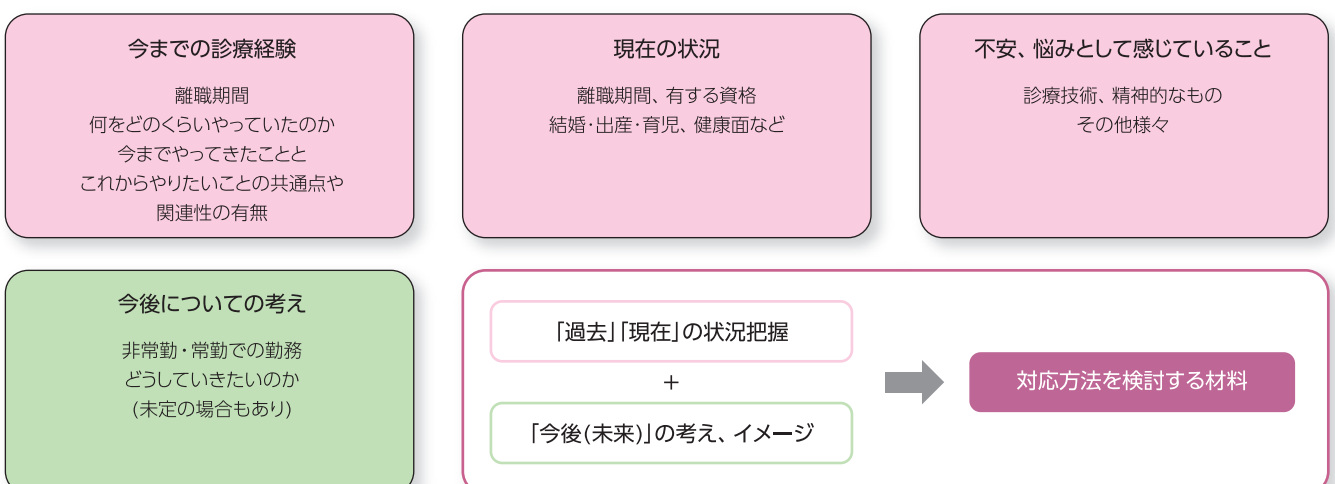 今までの診療経験
離職期間
何をどのくらいやっていたのか
今までやってきたことと
これからやりたいことの共通点や
関連性の有無
現在の状況
離職期間、有する資格
結婚・出産・育児、健康面など
不安、悩みとして感じていること
診療技術、精神的なもの
その他様々
今後についての考え
非常勤・常勤での勤務
どうしていきたいのか
(未定の場合もあり)
「過去」「現在」の状況把握
+
「今後(未来)」の考え、イメージ
対応方法を検討する材料